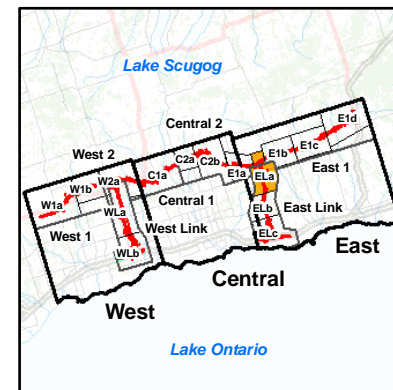 Lake Scugog
Central 2
E1d
E1c
West 2
C2a
C2b
E1b
C1a
E1a
ELa
East 1
W2a
W1b
W1a
Central 1
WLa
ELb
East Link
West 1
West Link
ELc
WLb
East
Central
West
Lake Ontario